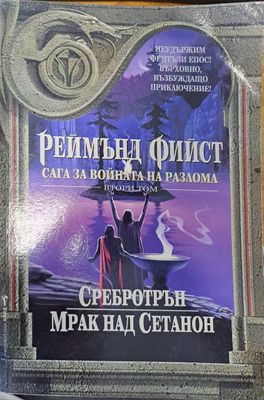 НЕУДЪРЖИМ
ФЕНТЪЗИ ЕПОС!
ВЪРХОВНО,
ВЪЗБУЖДАЩО
ПРИКЛЮЧЕНИЕ!
РЕЙМЪНД ФИЙСТ
САГА ЗА ВОЙНАТА НА РАЗЛОМА
ВТОРИ ТОМ
СРЕБРОТРЪН
МРАК НАД СЕТАНОН